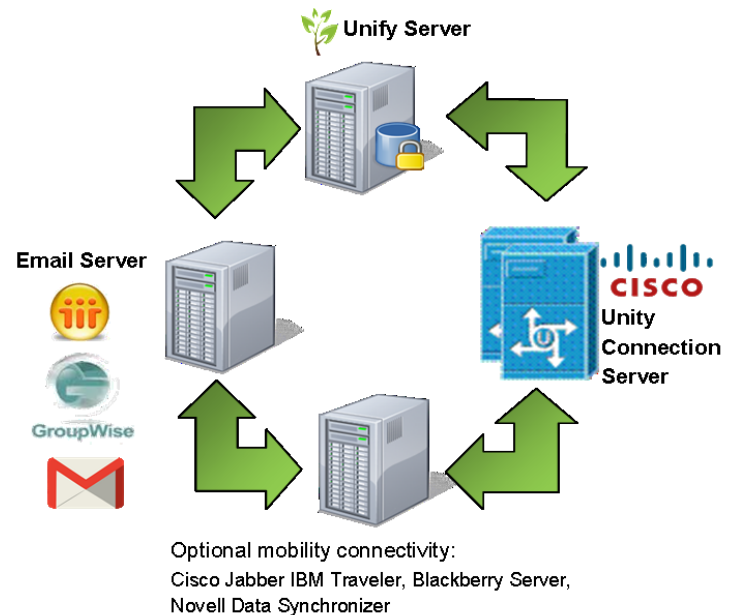 Unify Server
Email Server
GroupWise
CISCO
Unity
Connection
Server
U
Optional mobility connectivity:
Cisco Jabber IBM Traveler, Blackberry Server,
Novell Data Synchronizer